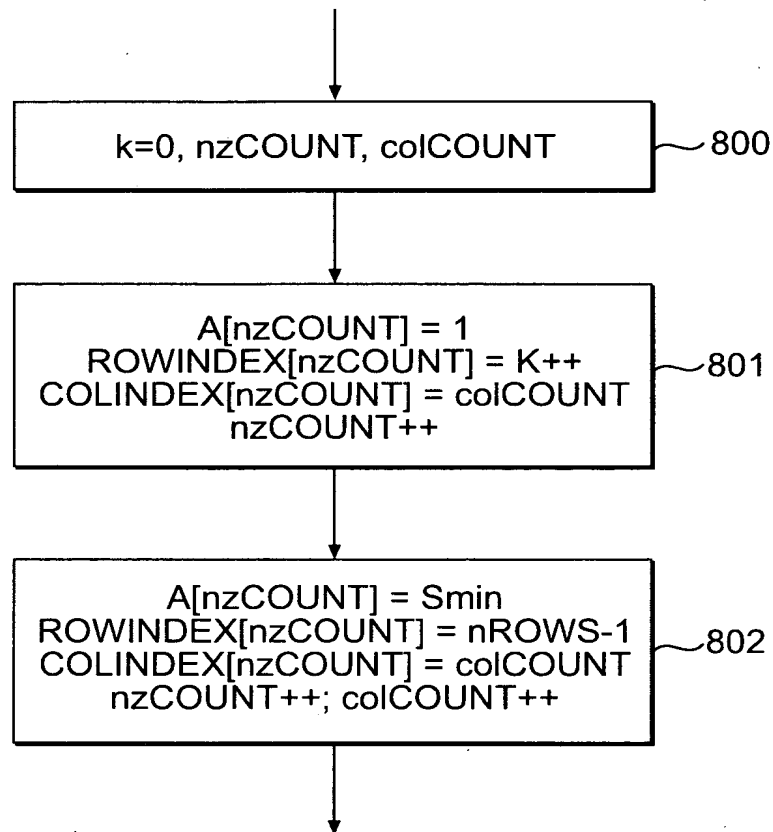 k=0, nzCOUNT, colCOUNT
800
A[nzCOUNT] = 1
ROWINDEX[nzCOUNT] = K++
COLINDEX[nzCOUNT] = colCOUNT
nzCOUNT++
801
A[nzCOUNT] = Smin
ROWINDEX[nzCOUNT] = nROWS-1
COLINDEX[nzCOUNT] = colCOUNT
nzCOUNT++; colCOUNT++
802